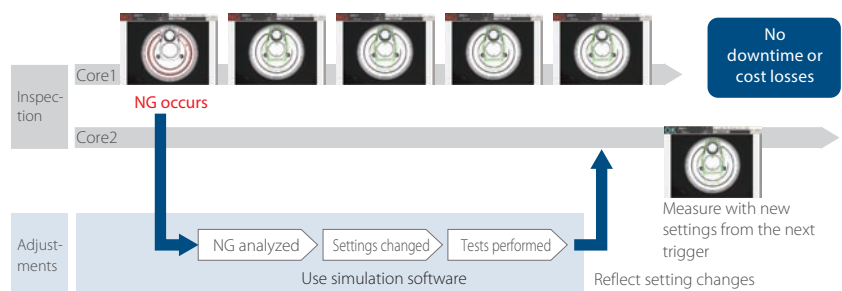 No
downtime or
cost losses
Inspec-
tion
Core1
NG occurs
Core2
Measure with new
settings from the next
trigger
Adjust-
ments
NG analyzed
Settings changed
Tests performed
Use simulation software
Reflect setting changes